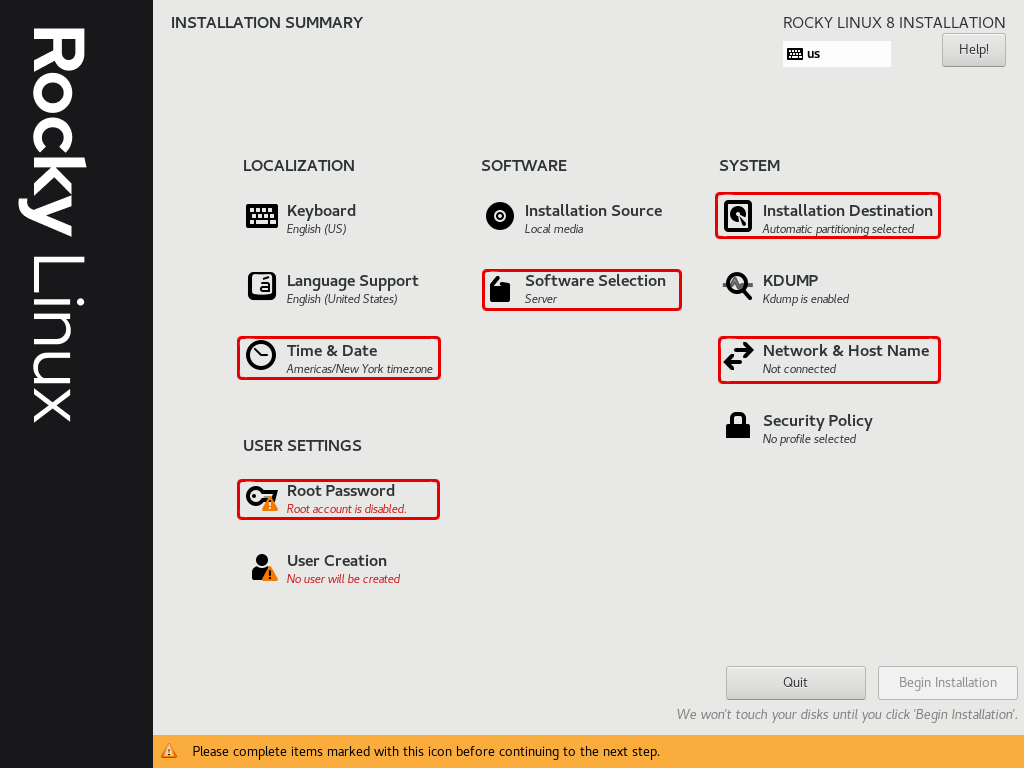 Rocky Linux
INSTALLATION SUMMARY
ROCKY LINUX 8 INSTALLATION
us
Help!
LOCALIZATION
Keyboard
English (US)
Language Support
English (United States)
Time & Date
Americas/New York timezone
SOFTWARE
Installation Source
Local media
Software Selection
Server
SYSTEM
Installation Destination
Automatic partitioning selected
KDUMP
Kdump is enabled
Network & Host Name
Not connected
Security Policy
No profile selected
USER SETTINGS
Root Password
Root account is disabled.
User Creation
No user will be created
Quit
Begin Installation
We won't touch your disks until you click 'Begin Installation'.
Please complete items marked with this icon before continuing to the next step.